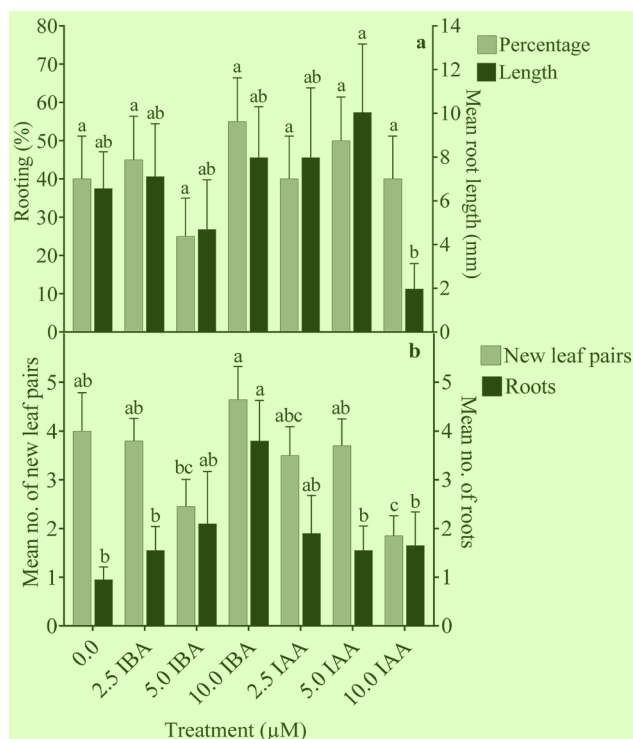 a
Percentage
Length
Rooting (%)
80
70
60
50
40
30
20
10
0
a ab a ab a ab a ab a ab a a a b
14
12
10
8
6
4
2
0
Mean root length (mm)
b
New leaf pairs
Roots
Mean no. of new leaf pairs
5
4
3
2
1
0
ab b ab b bc ab a a abc ab ab b c b
5
4
3
2
1
0
Mean no. of roots
0.0
2.5 IBA
5.0 IBA
10.0 IBA
2.5 IAA
5.0 IAA
10.0 IAA
Treatment (µM)